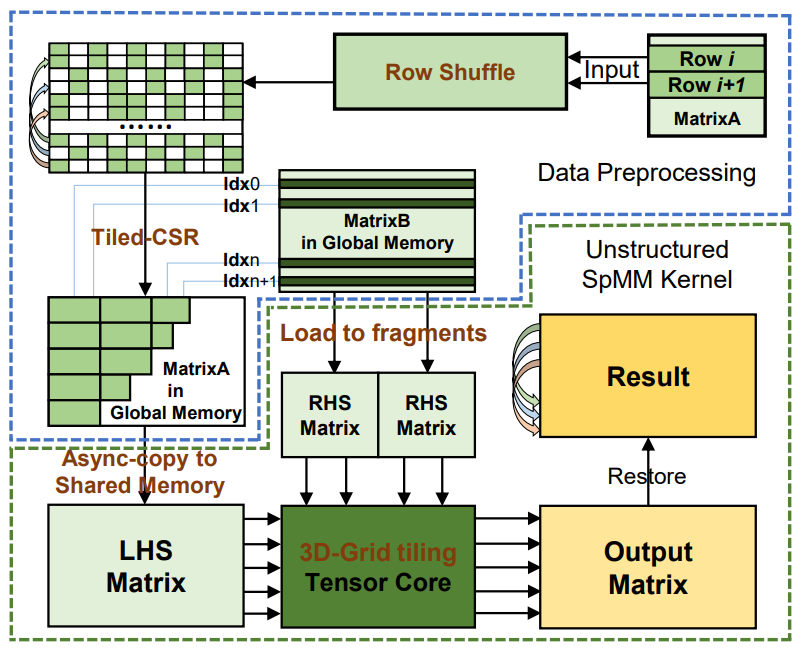 Row Shuffle
Input
Row i
Row i+1
MatrixA
......
Data Preprocessing
Idx0
Idx1
Idxn
Idxn+1
MatrixB
in Global Memory
Tiled-CSR
MatrixA
in
Global Memory
Unstructured
SpMM Kernel
Load to fragments
RHS
Matrix
RHS
Matrix
Result
Async-copy to
Shared Memory
Restore
LHS
Matrix
3D-Grid tiling
Tensor Core
Output
Matrix